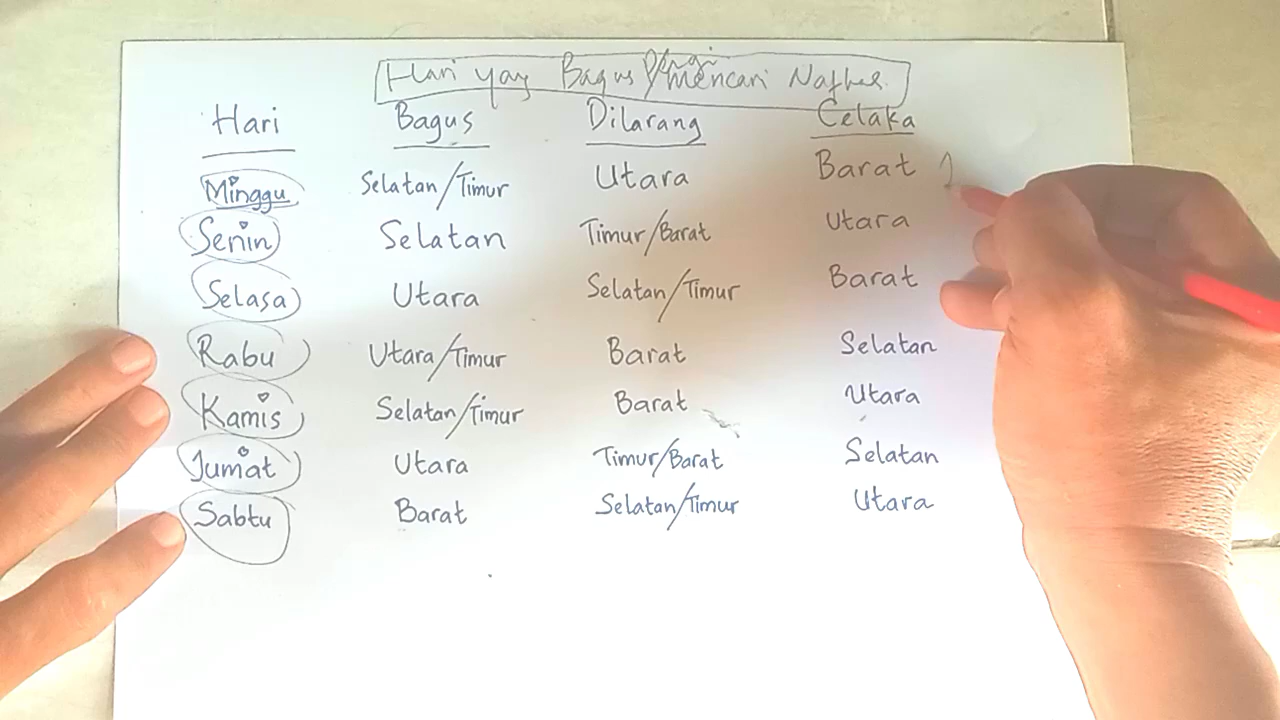 Hari yang Bagus Pergi mencari Nafkah
Hari Bagus Dilarang Celaka
Minggu Selatan/Timur Utara Barat
Senin Selatan Timur/Barat Utara
Selasa Utara Selatan/Timur Barat
Rabu Utara/Timur Barat Selatan
Kamis Selatan/Timur Barat Utara
Jumat Utara Timur/Barat Selatan
Sabtu Barat Selatan/Timur Utara